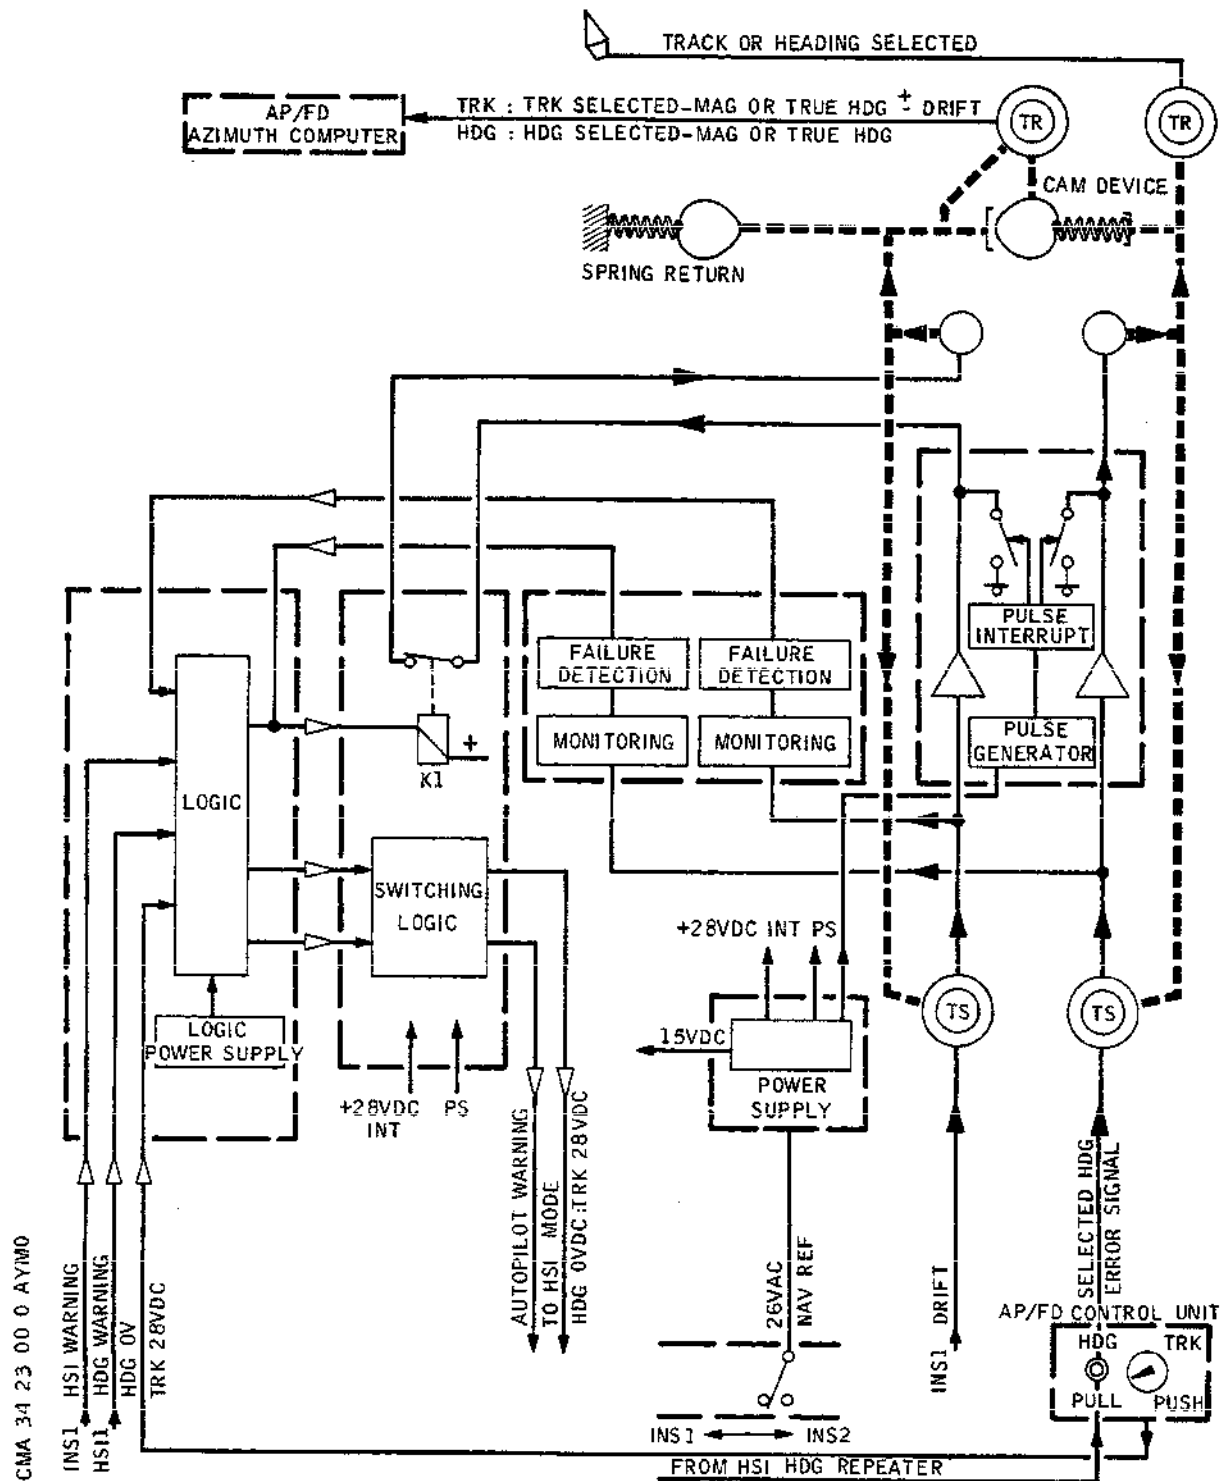 TRACK OR HEADING SELECTED
AP/FD
AZIMUTH COMPUTER
TRK : TRK SELECTED-MAG OR TRUE HDG ± DRIFT
HDG : HDG SELECTED-MAG OR TRUE HDG
TR
TR
CAM DEVICE
SPRING RETURN
PULSE
INTERRUPT
PULSE
GENERATOR
FAILURE
DETECTION
FAILURE
DETECTION
MONITORING
MONITORING
LOGIC
+
K1
SWITCHING
LOGIC
LOGIC
POWER SUPPLY
+28VDC
INT
PS
+28VDC INT PS
15VDC
POWER
SUPPLY
TS
TS
AUTOPILOT WARNING
TO HSI MODE
HDG 0VDC:TRK 28VDC
26VAC
NAV REF
INS1 DRIFT
SELECTED HDG
ERROR SIGNAL
AP/FD CONTROL UNIT
HDG
TRK
PULL
PUSH
INS1
INS2
FROM HSI HDG REPEATER
INS1 HSI WARNING
HSI1 HDG WARNING
HDG 0V
TRK 28VDC
CMA 34 23 00 0 AYM0